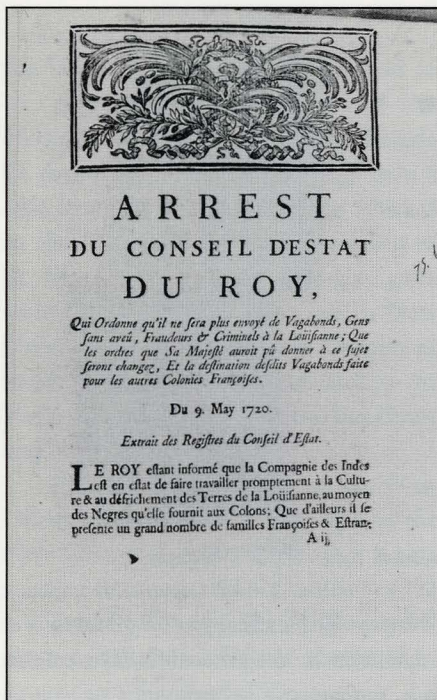 ARREST
DU CONSEIL D'ESTAT
DU ROY,
Qui Ordonne qu'il ne sera plus envoyé de Vagabonds, Gens
sans aveû, Fraudeurs & Criminels à la Loüisianne; Que
les ordres que Sa Majesté auroit pû donner à ce sujet
seront changez, Et la destination desdits Vagabonds faite
pour les autres Colonies Françoises.
Du 9. May 1720.
Extrait des Registres du Conseil d'Estat.
LE ROY estant informé que la Compagnie des Indes
est en estat de faire travailler promptement à la Cultu-
re & au défrichement des Terres de la Loüisianne, au moyen
des Negres qu'elle fournit aux Colons; Que d'ailleurs il se
presente un grand nombre de familles Françoises & Estran-
A ij